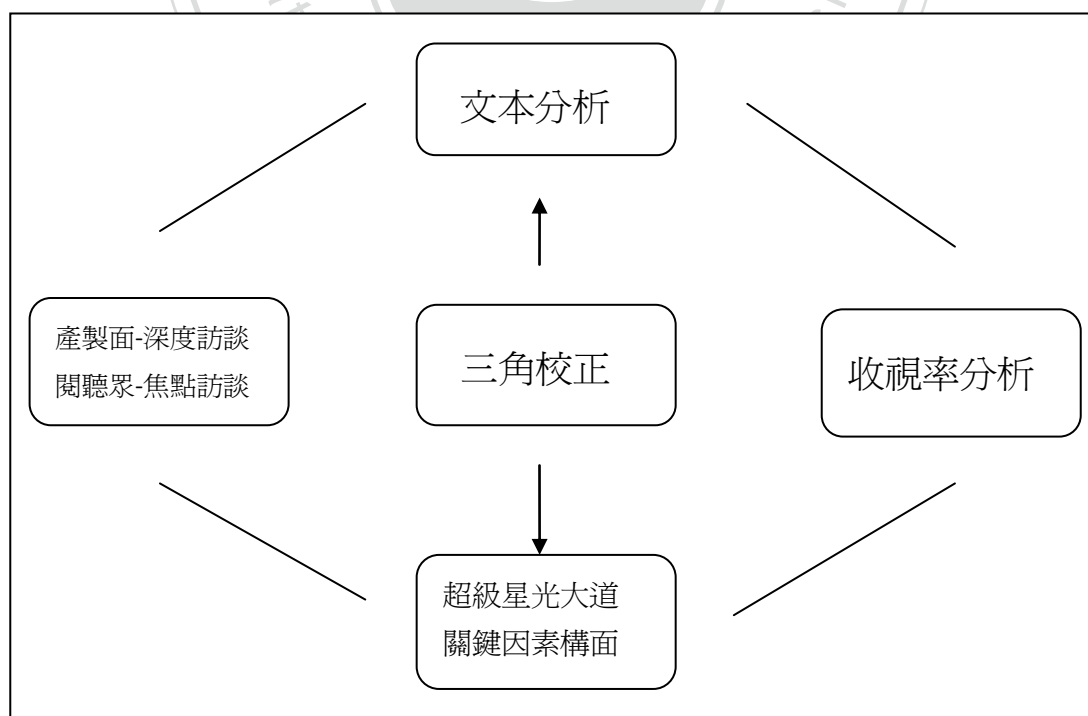 文本分析
產製面-深度訪談
閱聽眾-焦點訪談
三角校正
收視率分析
超級星光大道
關鍵因素構面